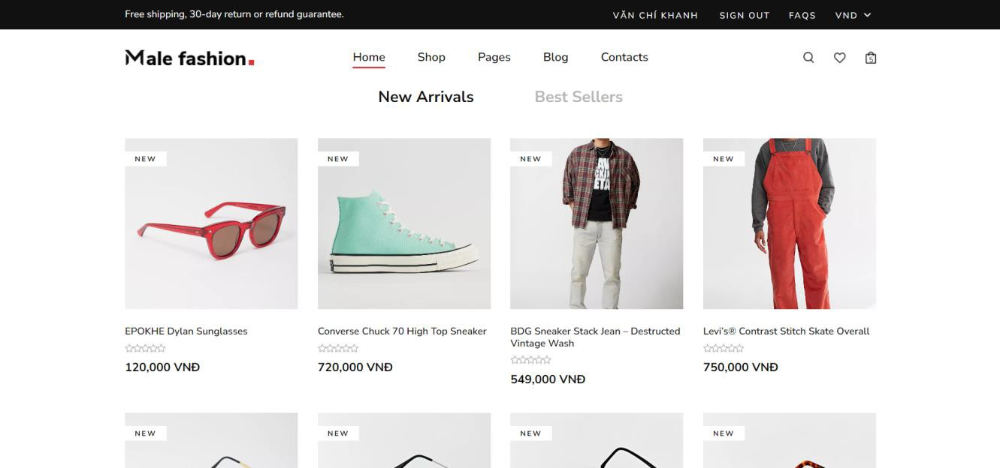 Free shipping, 30-day return or refund guarantee.
VĂN CHÍ KHANH SIGN OUT FAQS VND
Male fashion.
Home Shop Pages Blog Contacts
5
New Arrivals Best Sellers
NEW NEW NEW NEW
EPOKHE Dylan Sunglasses
120,000 VNĐ
Converse Chuck 70 High Top Sneaker
720,000 VNĐ
BDG Sneaker Stack Jean – Destructed
Vintage Wash
549,000 VNĐ
Levi's® Contrast Stitch Skate Overall
750,000 VNĐ
NEW NEW NEW NEW